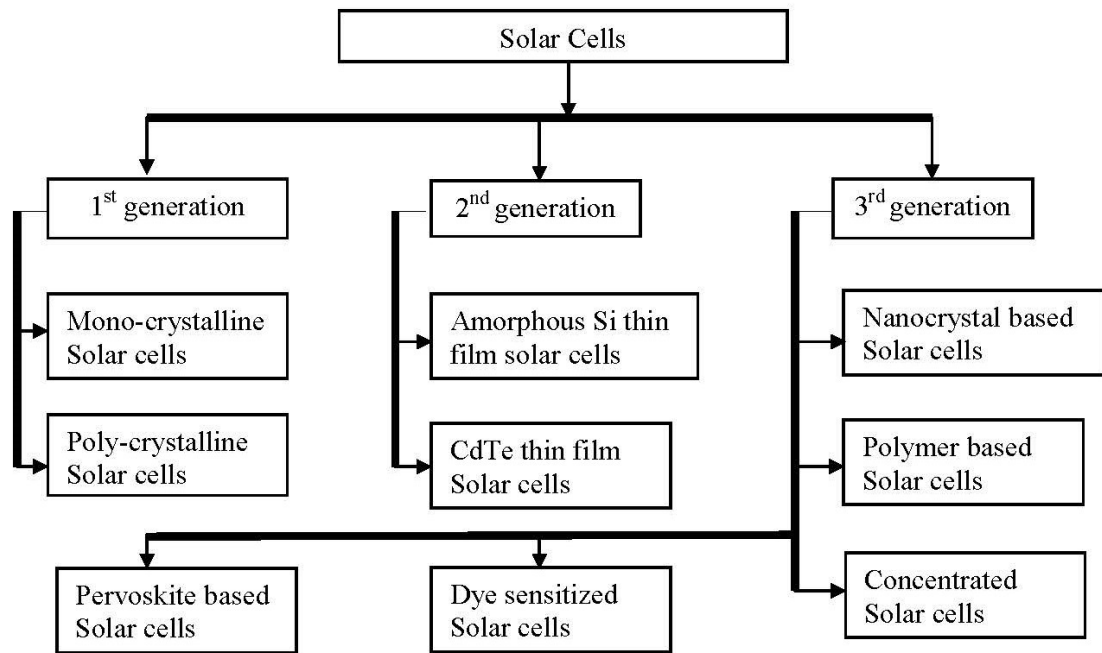 Solar Cells
1st generation
2nd generation
3rd generation
Mono-crystalline
Solar cells
Amorphous Si thin
film solar cells
Nanocrystal based
Solar cells
Poly-crystalline
Solar cells
CdTe thin film
Solar cells
Polymer based
Solar cells
Pervoskite based
Solar cells
Dye sensitized
Solar cells
Concentrated
Solar cells